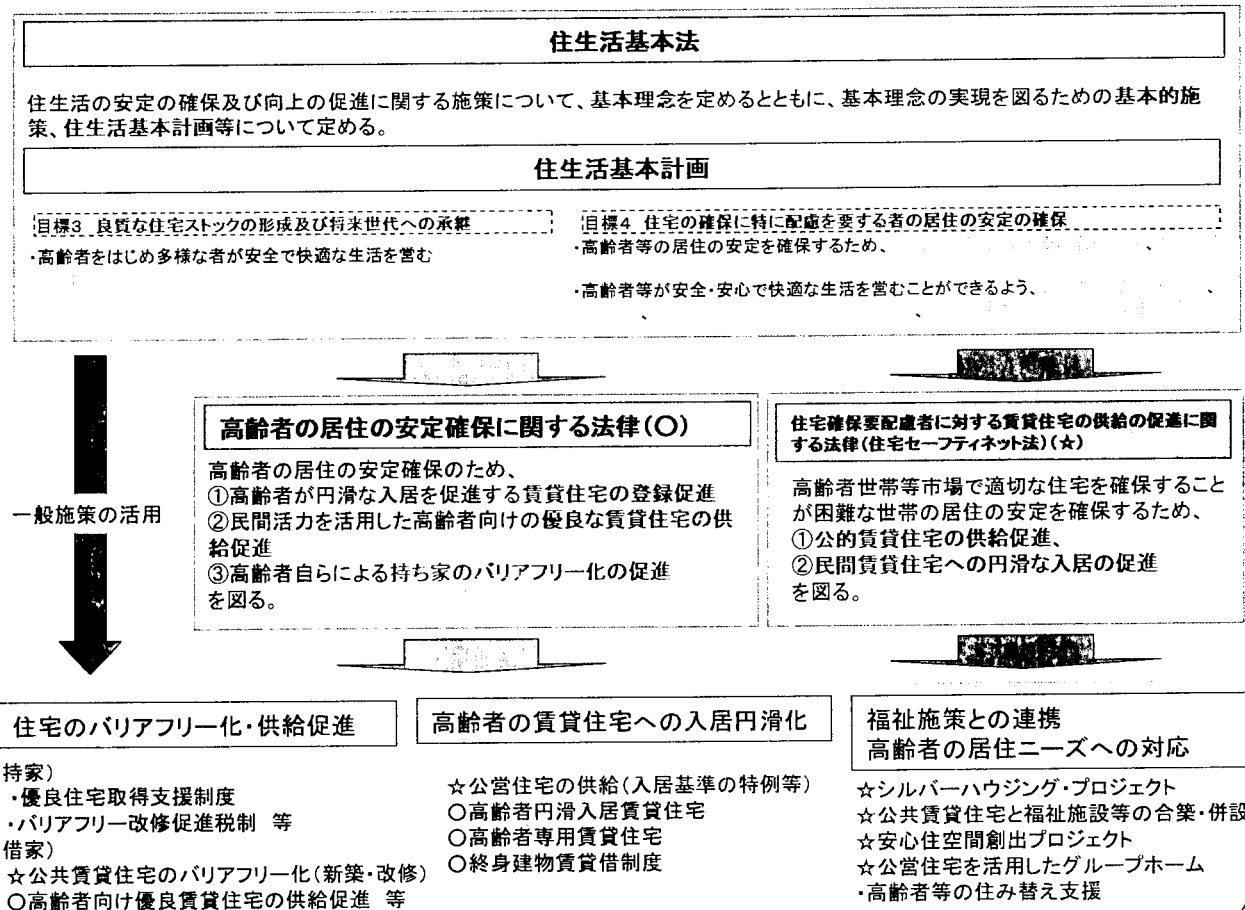 住生活基本法
住生活の安定の確保及び向上の促進に関する施策について、基本理念を定めるとともに、基本理念の実現を図るための基本的施
策、住生活基本計画等について定める。
住生活基本計画
目標3 良質な住宅ストックの形成及び将来世代への承継
・高齢者をはじめ多様な者が安全で快適な生活を営む
目標4 住宅の確保に特に配慮を要する者の居住の安定の確保
・高齢者等の居住の安定を確保するため、
・高齢者等が安全・安心で快適な生活を営むことができるよう、
一般施策の活用
高齢者の居住の安定確保に関する法律(○)
高齢者の居住の安定確保のため、
①高齢者が円滑な入居を促進する賃貸住宅の登録促進
②民間活力を活用した高齢者向けの優良な賃貸住宅の供
給促進
③高齢者自らによる持ち家のバリアフリー化の促進
を図る。
住宅確保要配慮者に対する賃貸住宅の供給の促進に関
する法律(住宅セーフティネット法)(☆)
高齢者世帯等市場で適切な住宅を確保すること
が困難な世帯の居住の安定を確保するため、
①公的賃貸住宅の供給促進、
②民間賃貸住宅への円滑な入居の促進
を図る。
住宅のバリアフリー化・供給促進
持家)
・優良住宅取得支援制度
・バリアフリー改修促進税制 等
借家)
☆公共賃貸住宅のバリアフリー化(新築・改修)
○高齢者向け優良賃貸住宅の供給促進 等
高齢者の賃貸住宅への入居円滑化
☆公営住宅の供給(入居基準の特例等)
○高齢者円滑入居賃貸住宅
○高齢者専用賃貸住宅
○終身建物賃貸借制度
福祉施策との連携
高齢者の居住ニーズへの対応
☆シルバーハウジング・プロジェクト
☆公共賃貸住宅と福祉施設等の合築・併設
☆安心住空間創出プロジェクト
☆公営住宅を活用したグループホーム
・高齢者等の住み替え支援